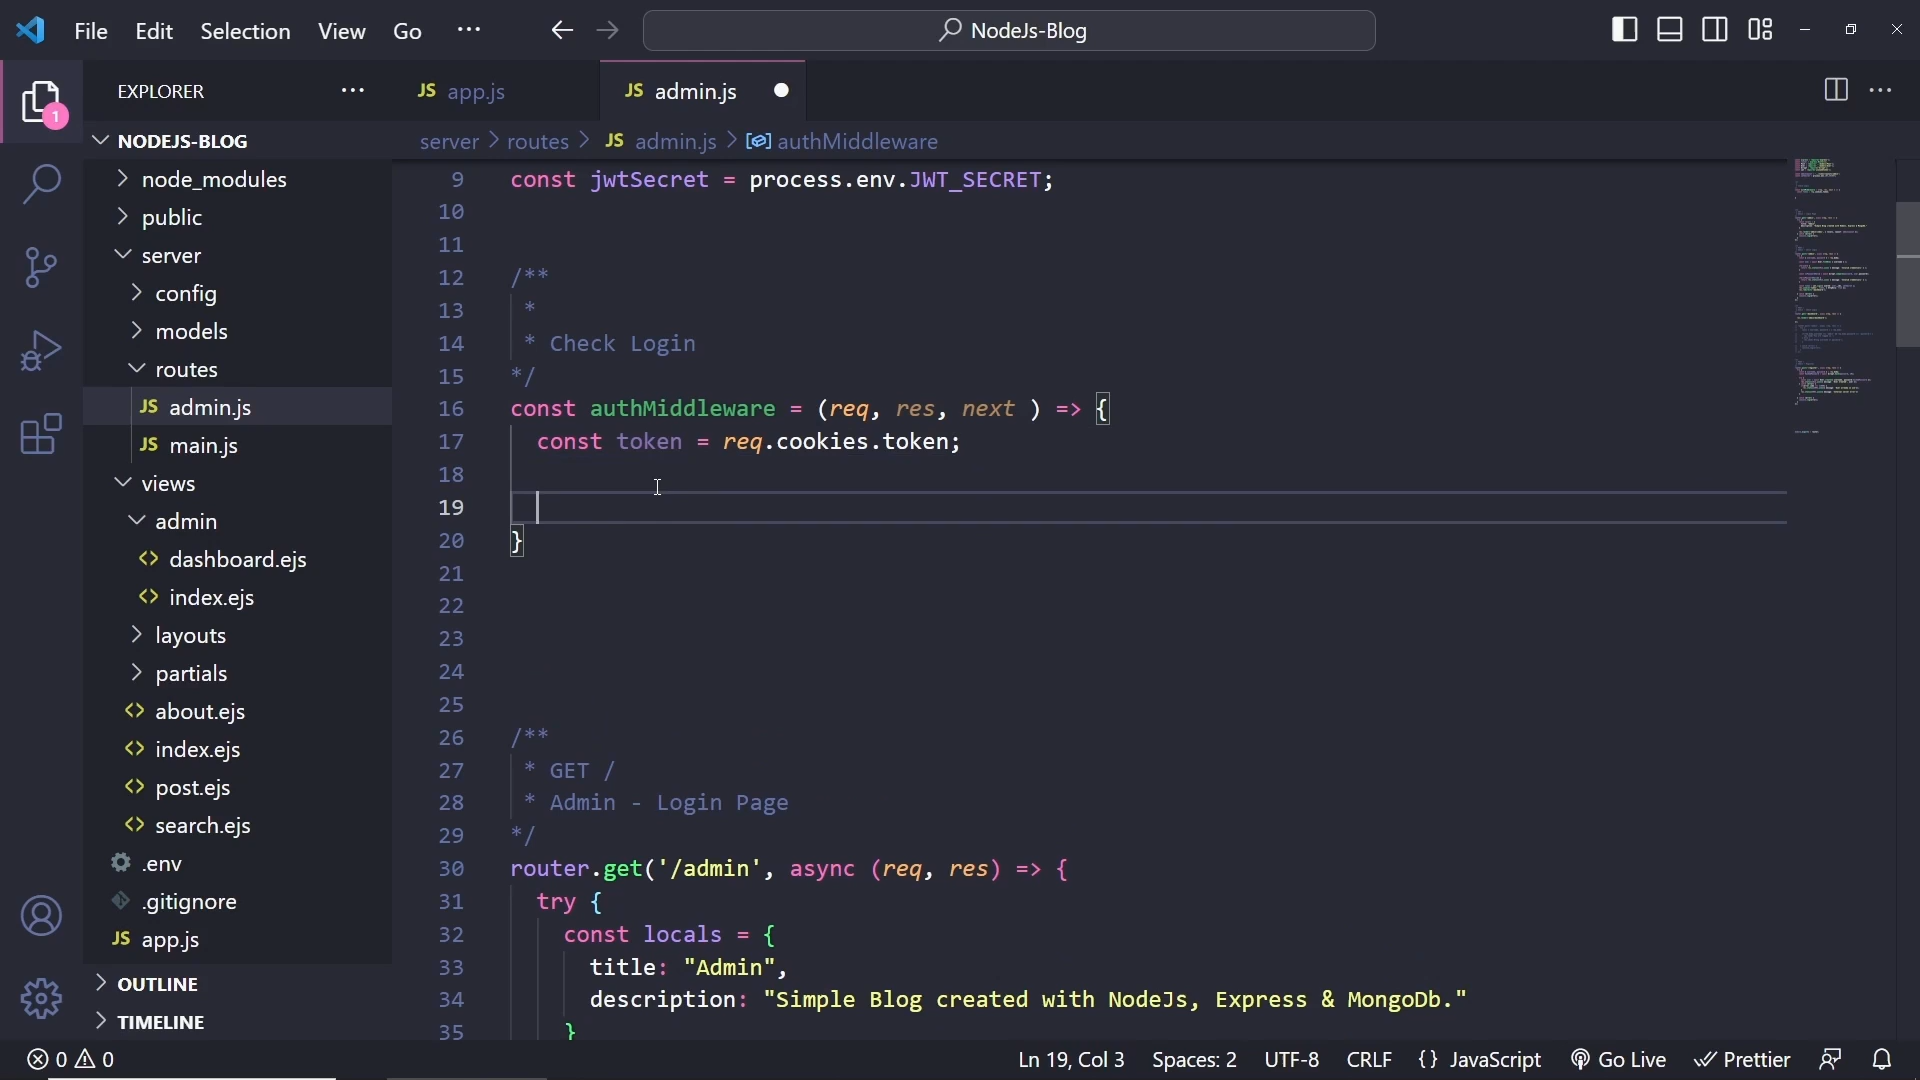 File Edit Selection View Go ··· NodeJs-Blog
EXPLORER ··· JS app.js JS admin.js
1
NODEJS-BLOG server > routes > JS admin.js > authMiddleware
node_modules
public
server
config
models
routes
JS admin.js
JS main.js
views
admin
<> dashboard.ejs
<> index.ejs
layouts
partials
<> about.ejs
<> index.ejs
<> post.ejs
<> search.ejs
.env
.gitignore
JS app.js
OUTLINE
TIMELINE
9 const jwtSecret = process.env.JWT_SECRET;
10
11
12 /**
13 *
14 * Check Login
15 */
16 const authMiddleware = (req, res, next ) => {
17 const token = req.cookies.token;
18
19
20 }
21
22
23
24
25
26 /**
27 * GET /
28 * Admin - Login Page
29 */
30 router.get('/admin', async (req, res) => {
31 try {
32 const locals = {
33 title: "Admin",
34 description: "Simple Blog created with NodeJs, Express & MongoDb."
35 }
0 0 Ln 19, Col 3 Spaces: 2 UTF-8 CRLF {} JavaScript Go Live Prettier